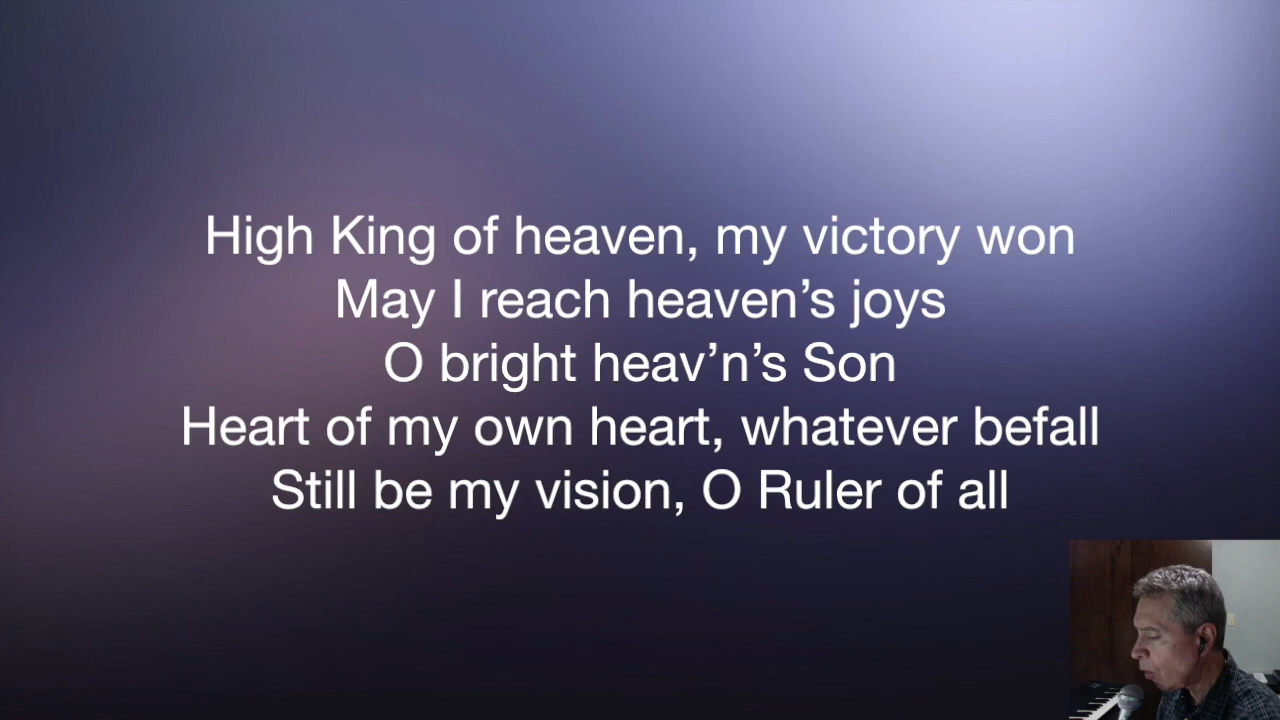 High King of heaven, my victory won
May I reach heaven’s joys
O bright heav’n’s Son
Heart of my own heart, whatever befall
Still be my vision, O Ruler of all